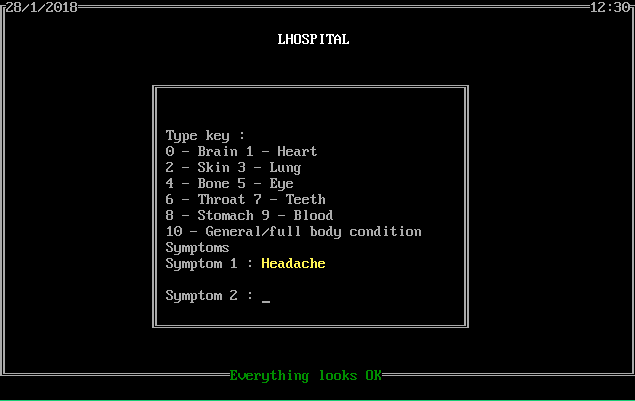 28/1/2018 12:30
LHOSPITAL
Type key :
0 - Brain 1 - Heart
2 - Skin 3 - Lung
4 - Bone 5 - Eye
6 - Throat 7 - Teeth
8 - Stomach 9 - Blood
10 - General/full body condition
Symptoms
Symptom 1 : Headache
Symptom 2 : _
Everything looks OK